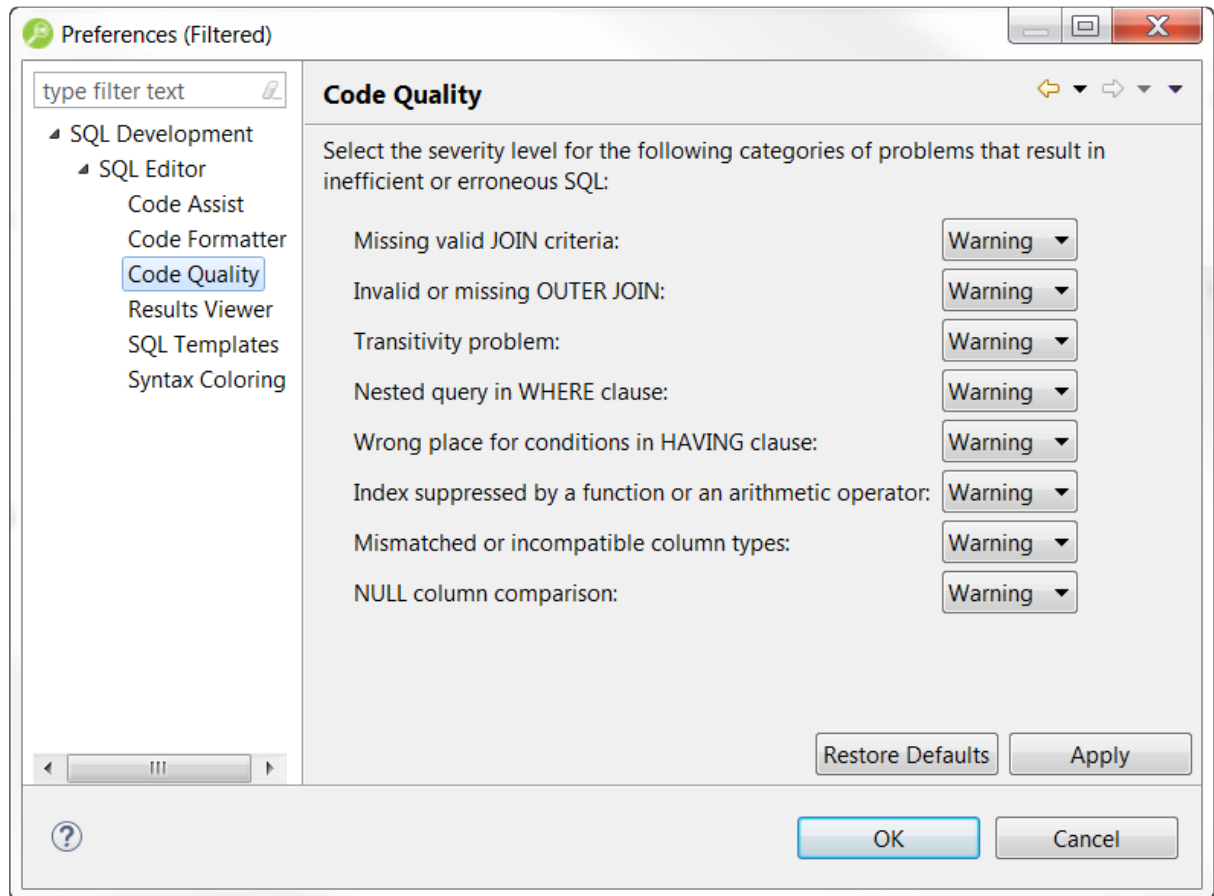 Preferences (Filtered)
type filter text
SQL Development
SQL Editor
Code Assist
Code Formatter
Code Quality
Results Viewer
SQL Templates
Syntax Coloring
Code Quality
Select the severity level for the following categories of problems that result in
inefficient or erroneous SQL:
Missing valid JOIN criteria: Warning
Invalid or missing OUTER JOIN: Warning
Transitivity problem: Warning
Nested query in WHERE clause: Warning
Wrong place for conditions in HAVING clause: Warning
Index suppressed by a function or an arithmetic operator: Warning
Mismatched or incompatible column types: Warning
NULL column comparison: Warning
Restore Defaults Apply
OK Cancel